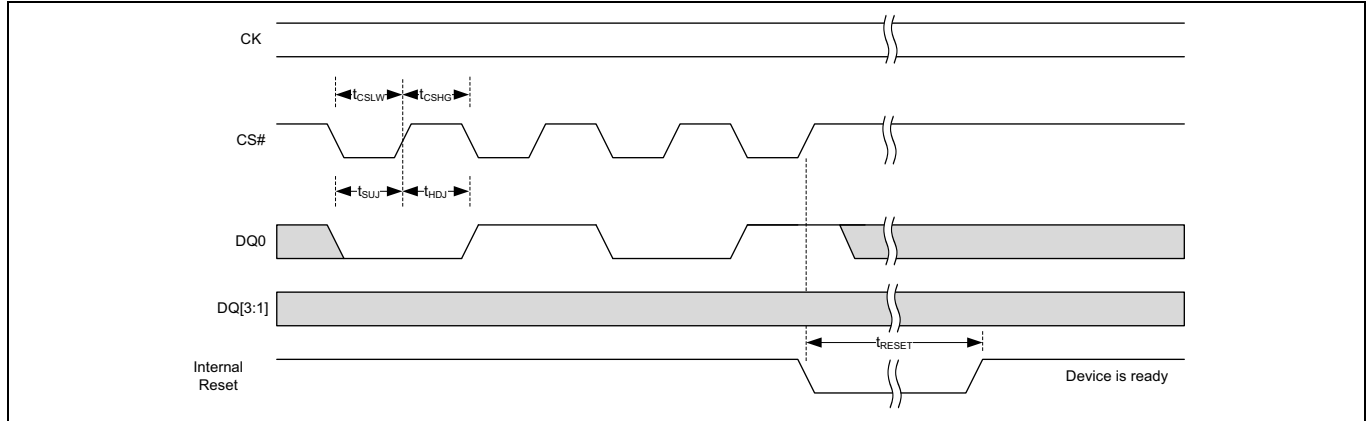 CK
tCSLW tCSHG
CS#
tSUJ tHDJ
DQ0
DQ[3:1]
tRESET
Internal
Reset
Device is ready